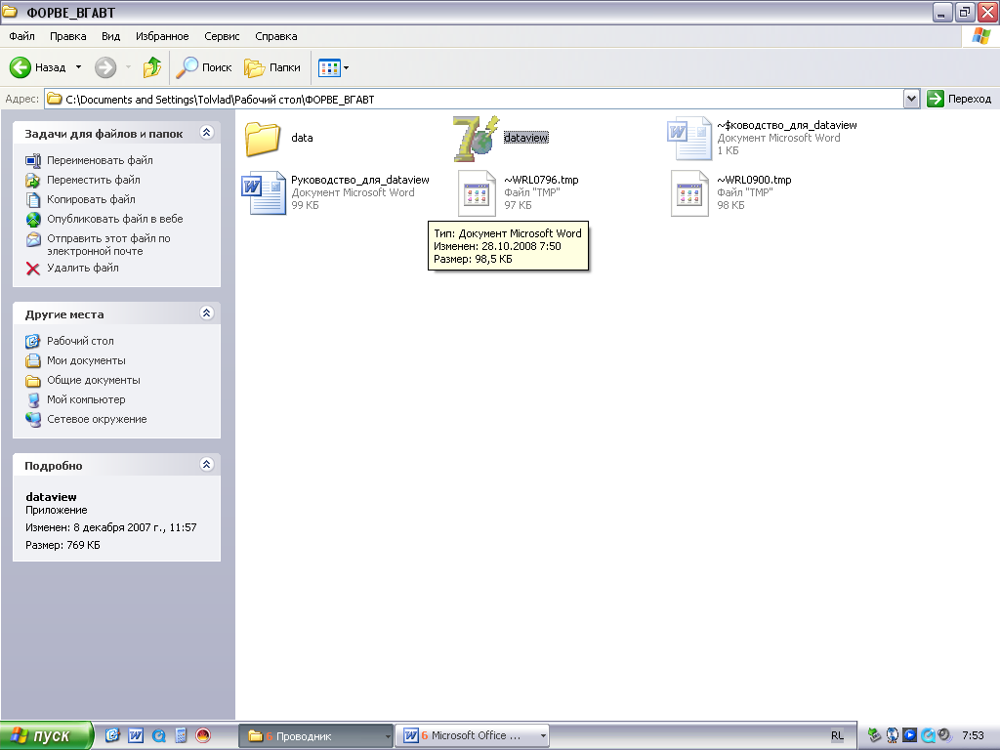 ФОРВЕ_ВГАВТ
Файл Правка Вид Избранное Сервис Справка
Назад Поиск Папки
Адрес: C:\Documents and Settings\Tolvlad\Рабочий стол\ФОРВЕ_ВГАВТ Переход
Задачи для файлов и папок
Переименовать файл
Переместить файл
Копировать файл
Опубликовать файл в вебе
Отправить этот файл по
электронной почте
Удалить файл
Другие места
Рабочий стол
Мои документы
Общие документы
Мой компьютер
Сетевое окружение
Подробно
dataview
Приложение
Изменен: 8 декабря 2007 г., 11:57
Размер: 769 КБ
data
7
dataview
~$ководство_для_dataview
Документ Microsoft Word
1 КБ
Руководство_для_dataview
Документ Microsoft Word
99 КБ
~WRL0796.tmp
Файл "TMP"
97 КБ
~WRL0900.tmp
Файл "TMP"
98 КБ
Тип: Документ Microsoft Word
Изменен: 28.10.2008 7:50
Размер: 98,5 КБ
пуск 6 Проводник 6 Microsoft Office ... RL 7:53